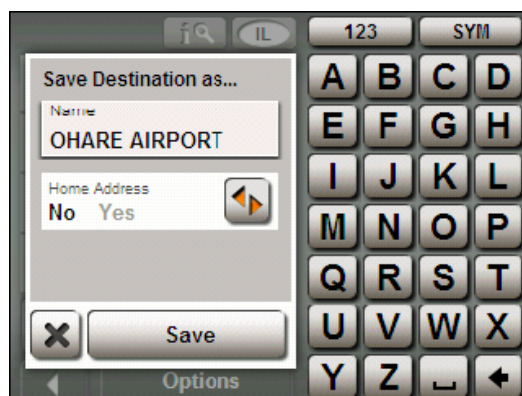 IL
123 SYM
Save Destination as...
A B C D
Name
OHARE AIRPORT
E F G H
Home Address
No Yes
I J K L
M N O P
Q R S T
Save
U V W X
Options
Y Z